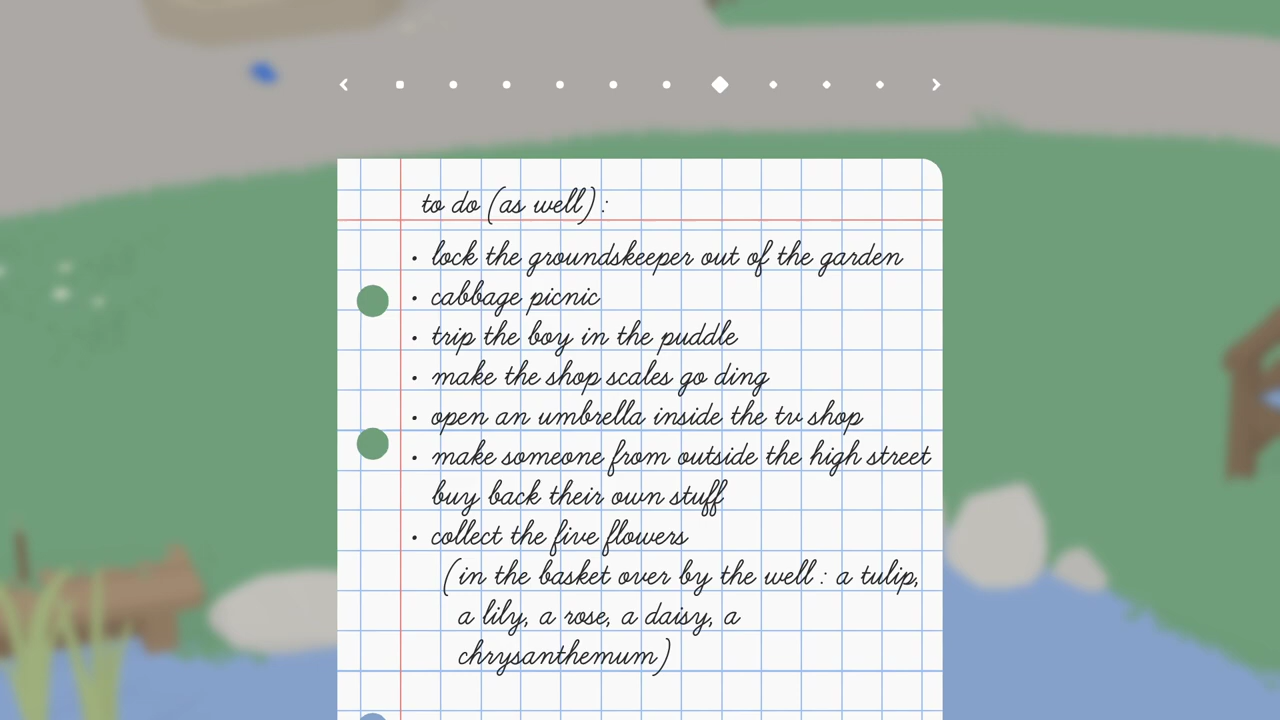 to do (as well) :
• lock the groundskeeper out of the garden
• cabbage picnic
• trip the boy in the puddle
• make the shop scales go ding
• open an umbrella inside the tv shop
• make someone from outside the high street
buy back their own stuff
• collect the five flowers
(in the basket over by the well : a tulip,
a lily, a rose, a daisy, a
chrysanthemum)